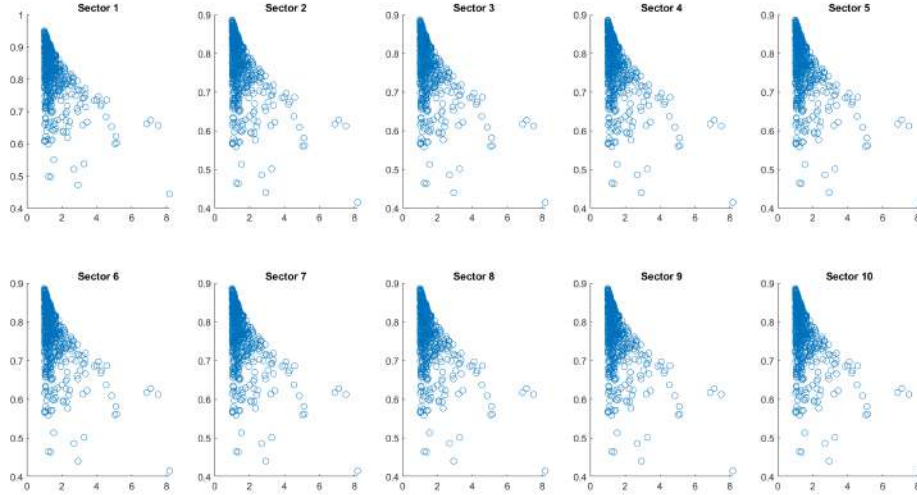 Sector 1 Sector 2 Sector 3 Sector 4 Sector 5
1 0.9 0.9 0.9 0.9
0.9 0.8 0.8 0.8 0.8
0.8 0.7 0.7 0.7 0.7
0.7
0.6 0.6 0.6 0.6 0.6
0.5 0.5 0.5 0.5 0.5
0.4 0.4 0.4 0.4 0.4
0 2 4 6 8 0 2 4 6 8 0 2 4 6 8 0 2 4 6 8 0 2 4 6 8
Sector 6 Sector 7 Sector 8 Sector 9 Sector 10
0.9 0.9 0.9 0.9 0.9
0.8 0.8 0.8 0.8 0.8
0.7 0.7 0.7 0.7 0.7
0.6 0.6 0.6 0.6 0.6
0.5 0.5 0.5 0.5 0.5
0.4 0.4 0.4 0.4 0.4
0 2 4 6 8 0 2 4 6 8 0 2 4 6 8 0 2 4 6 8 0 2 4 6 8